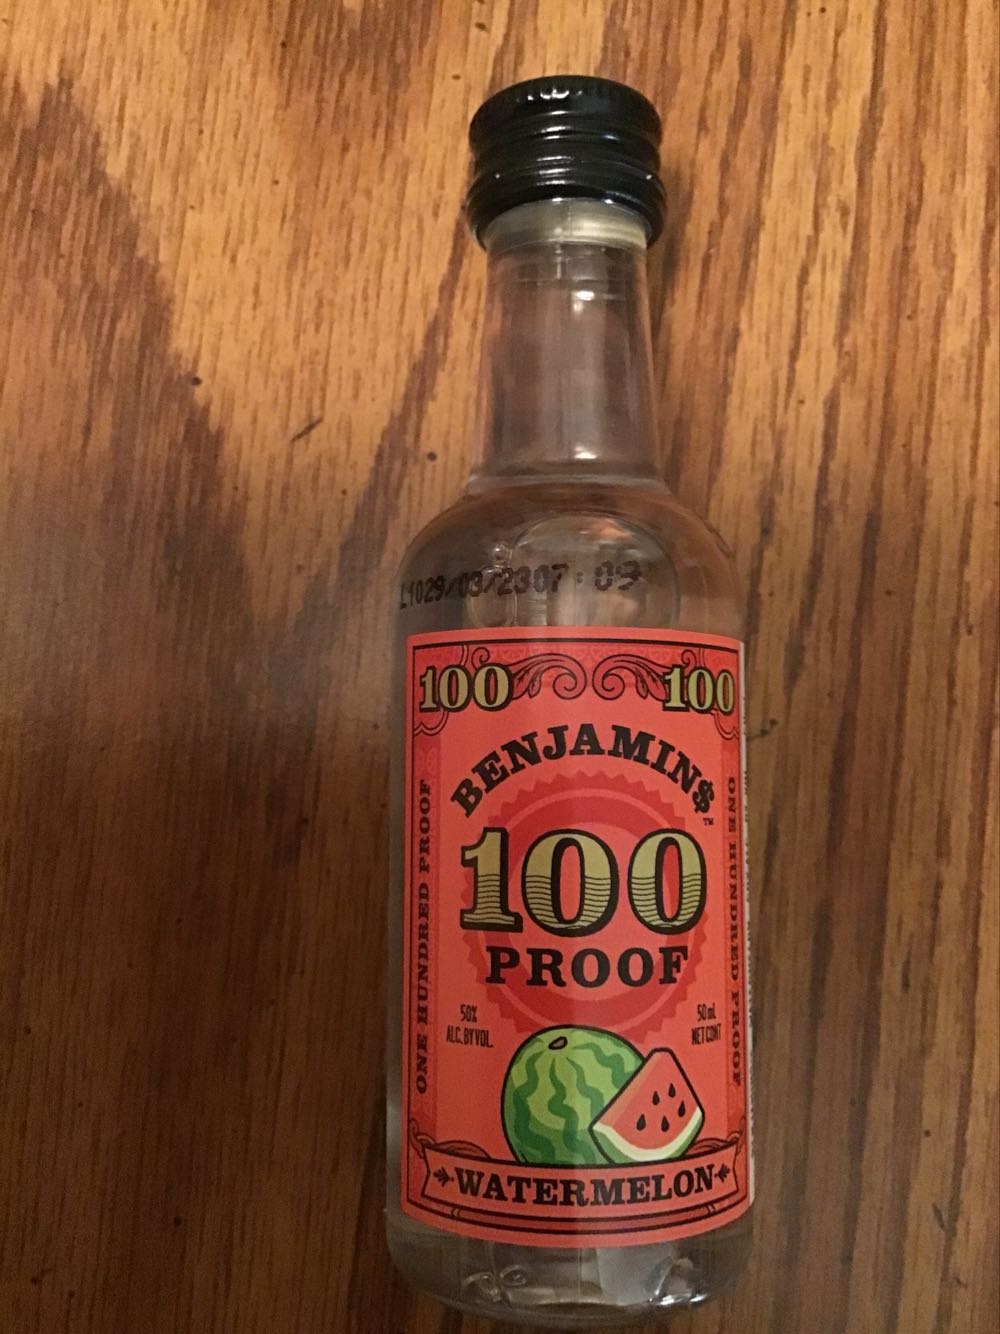 L1029/03/2307:09
100 100
BENJAMIN$
TM
100
PROOF
ONE HUNDRED PROOF
ONE HUNDRED PROOF
50% 50 mL
ALC. BY VOL. NET CONT
WATERMELON